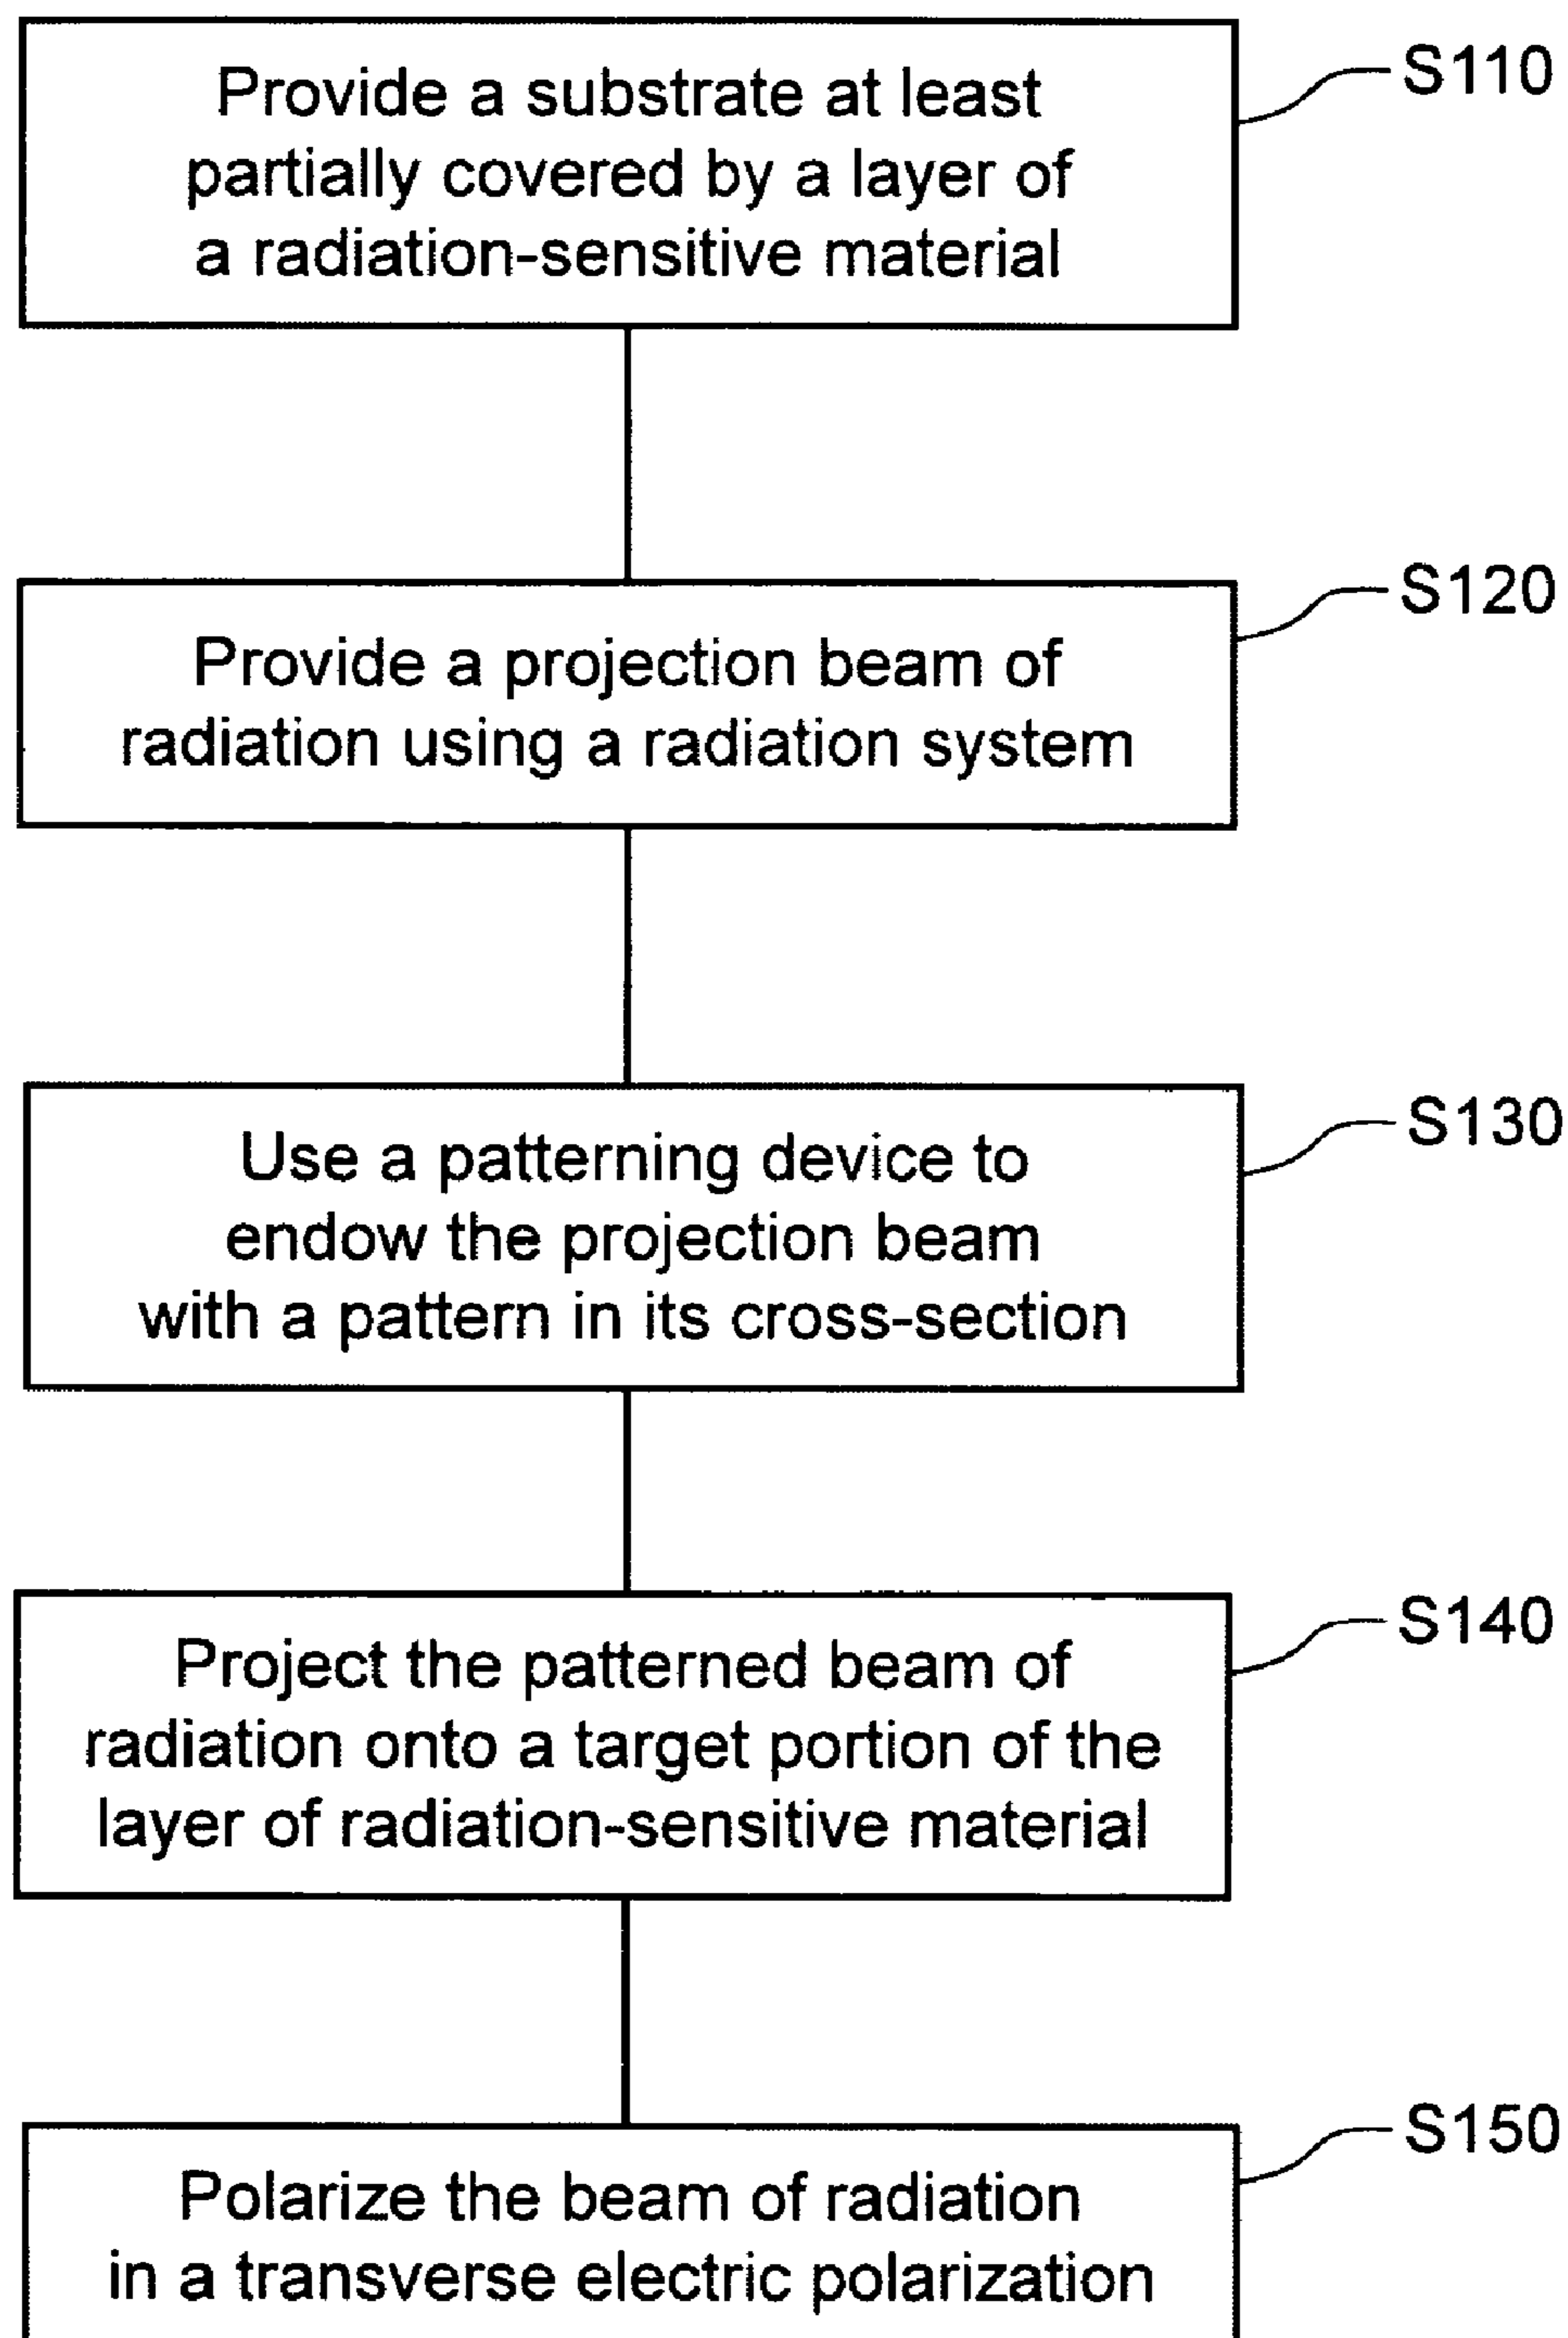 Provide a substrate at least
partially covered by a layer of
a radiation-sensitive material
S110
Provide a projection beam of
radiation using a radiation system
S120
Use a patterning device to
endow the projection beam
with a pattern in its cross-section
S130
Project the patterned beam of
radiation onto a target portion of the
layer of radiation-sensitive material
S140
Polarize the beam of radiation
in a transverse electric polarization
S150